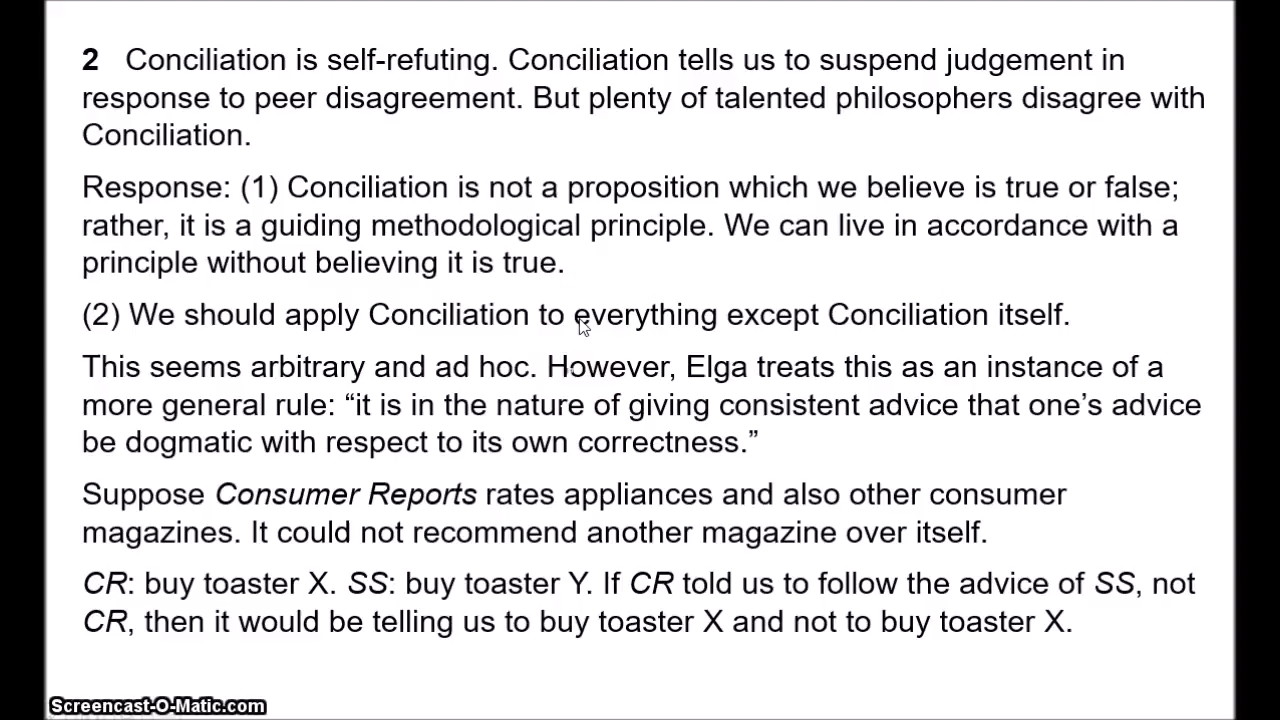 2 Conciliation is self-refuting. Conciliation tells us to suspend judgement in
response to peer disagreement. But plenty of talented philosophers disagree with
Conciliation.
Response: (1) Conciliation is not a proposition which we believe is true or false;
rather, it is a guiding methodological principle. We can live in accordance with a
principle without believing it is true.
(2) We should apply Conciliation to everything except Conciliation itself.
This seems arbitrary and ad hoc. However, Elga treats this as an instance of a
more general rule: “it is in the nature of giving consistent advice that one’s advice
be dogmatic with respect to its own correctness.”
Suppose Consumer Reports rates appliances and also other consumer
magazines. It could not recommend another magazine over itself.
CR: buy toaster X. SS: buy toaster Y. If CR told us to follow the advice of SS, not
CR, then it would be telling us to buy toaster X and not to buy toaster X.
Screencast-O-Matic.com